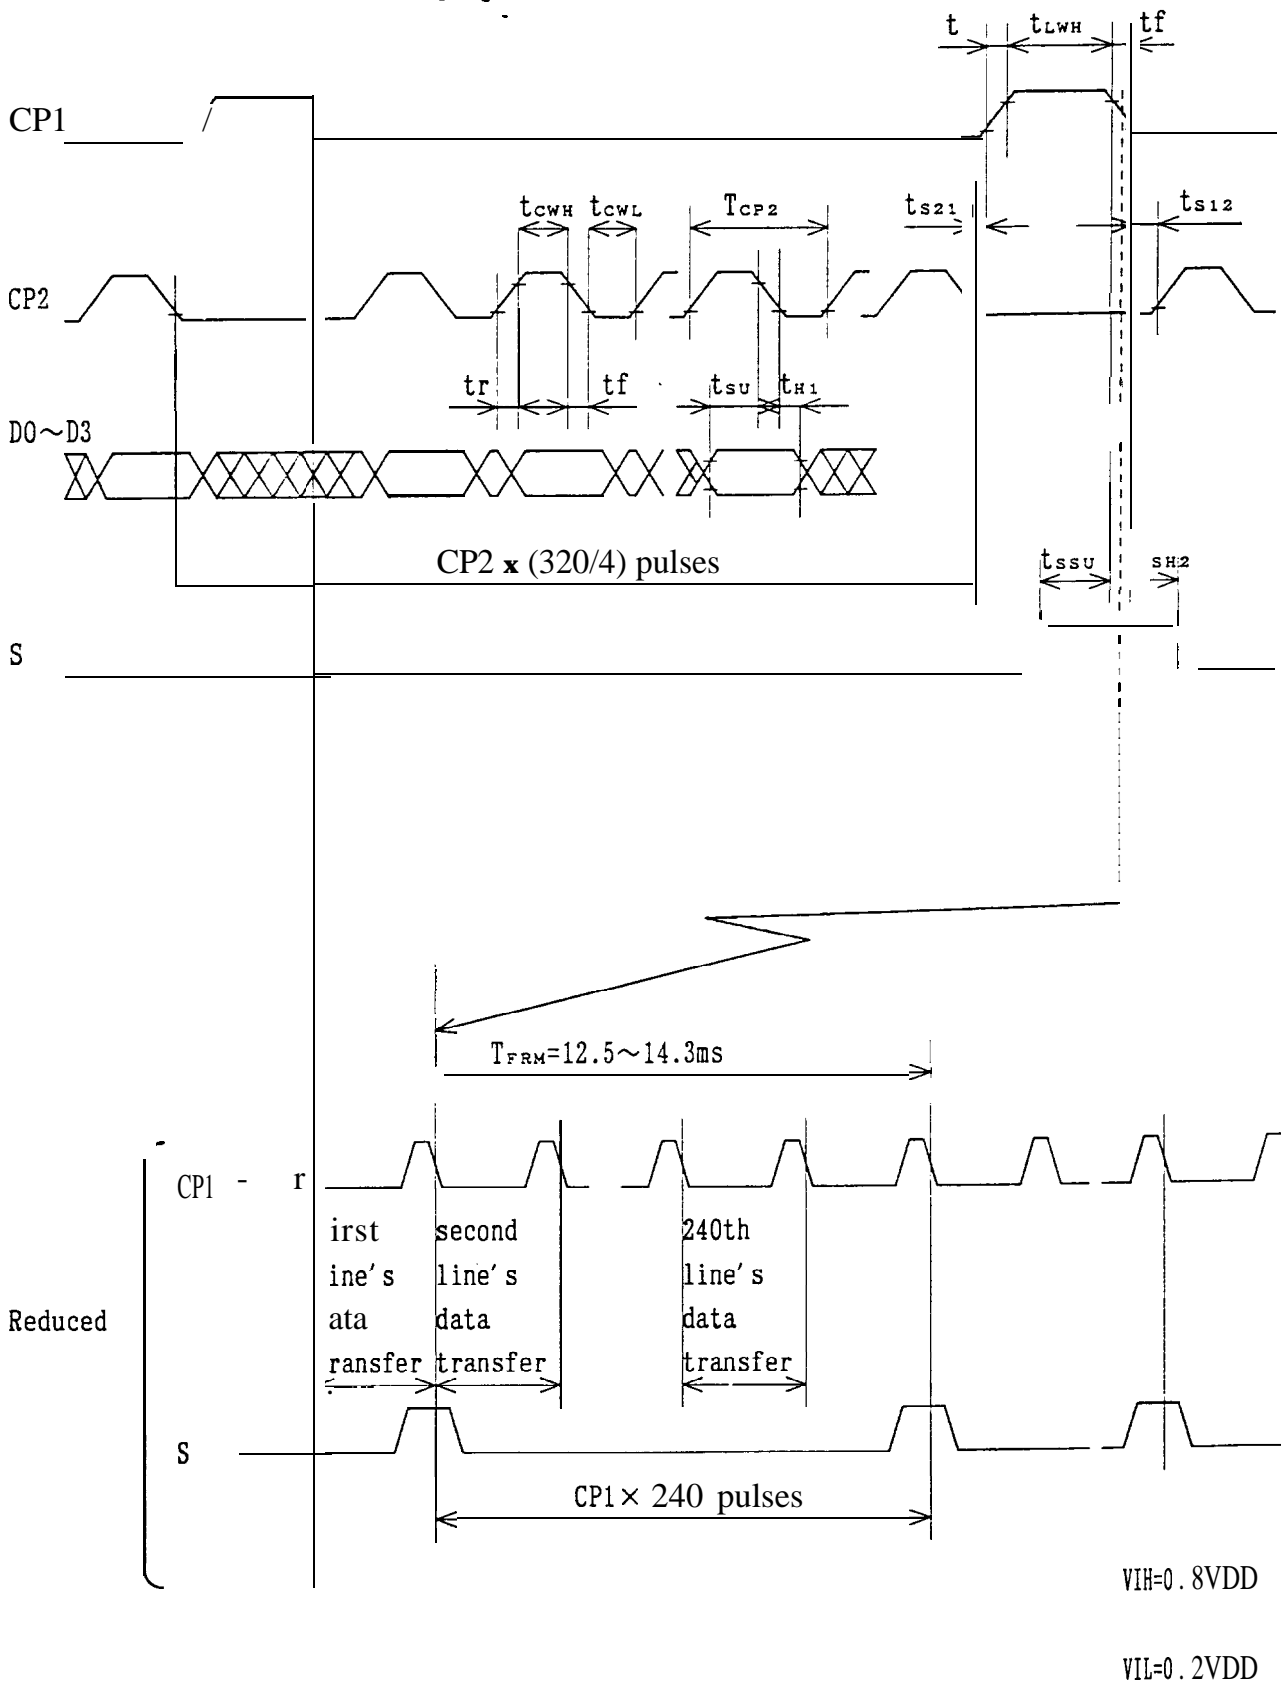 t tLWH tf
CP1
tCWH tCWL TCP2 tS21 tS12
CP2
tr tf tSU tH1
D0~D3
CP2 x (320/4) pulses
tSSU SH2
S
TFRM=12.5~14.3ms
CP1 - r
irst second 240th
ine's line's line's
Reduced ata data data
ransfer transfer transfer
S
CP1× 240 pulses
VIH=0.8VDD
VIL=0.2VDD